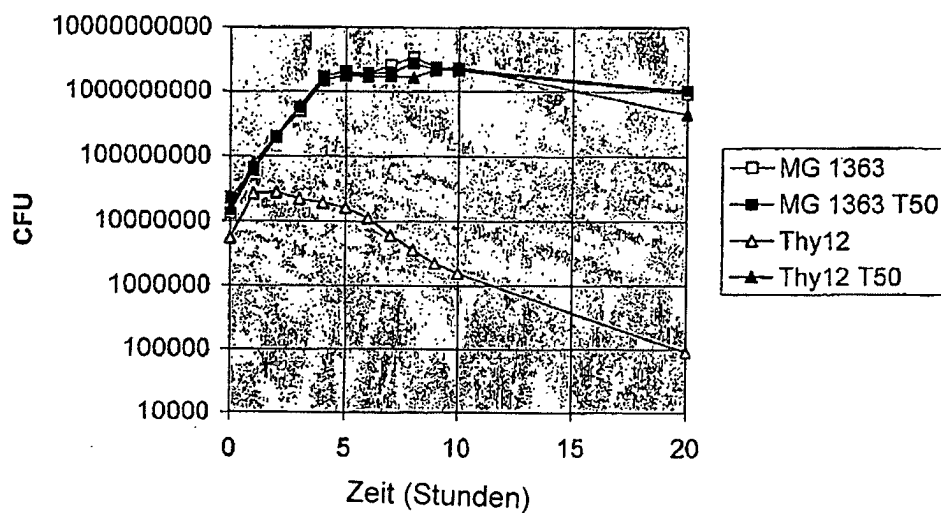 10000000000
1000000000
100000000
10000000
1000000
100000
10000
CFU
0 5 10 15 20
Zeit (Stunden)
MG 1363
MG 1363 T50
Thy12
Thy12 T50